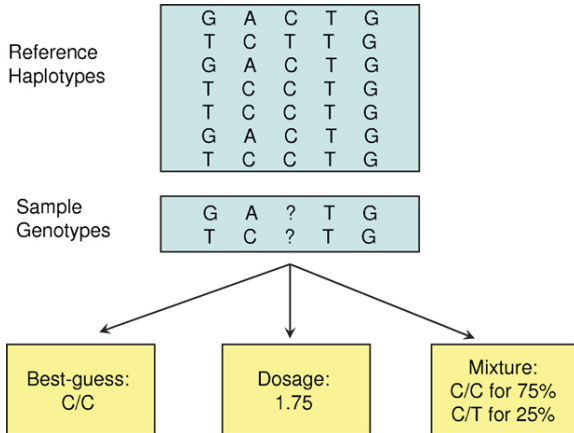 Reference
Haplotypes
G A C T G
T C T T G
G A C T G
T C C T G
T C C T G
G A C T G
T C C T G
Sample
Genotypes
G A ? T G
T C ? T G
Best-guess:
C/C
Dosage:
1.75
Mixture:
C/C for 75%
C/T for 25%